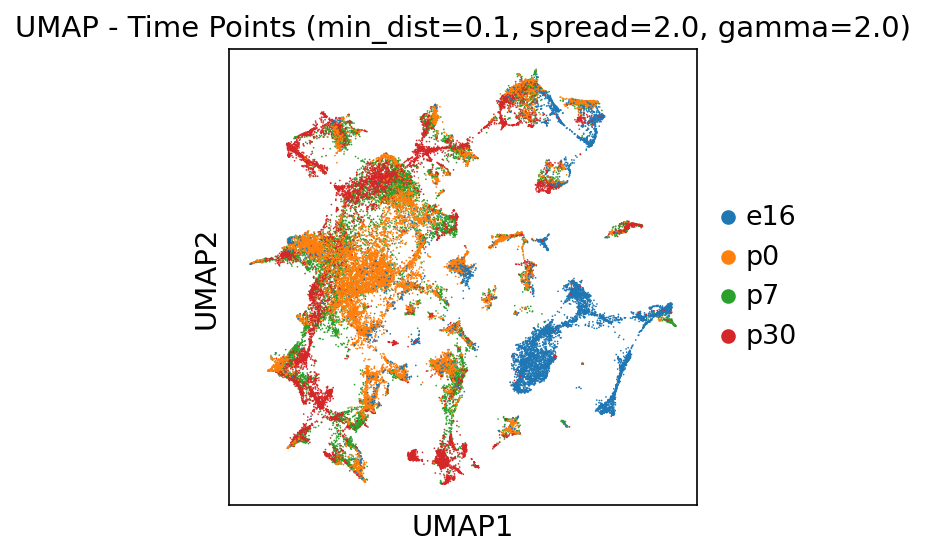 UMAP - Time Points (min_dist=0.1, spread=2.0, gamma=2.0)
UMAP2
e16
p0
p7
p30
UMAP1